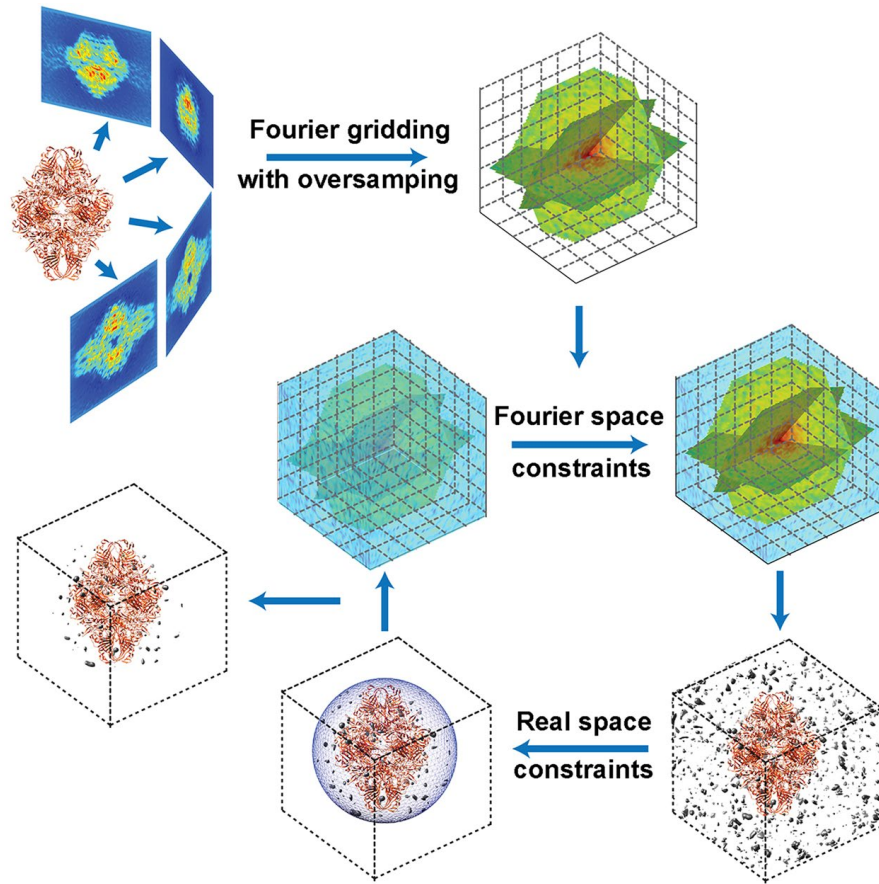 Fourier gridding
with oversamping
Fourier space
constraints
Real space
constraints